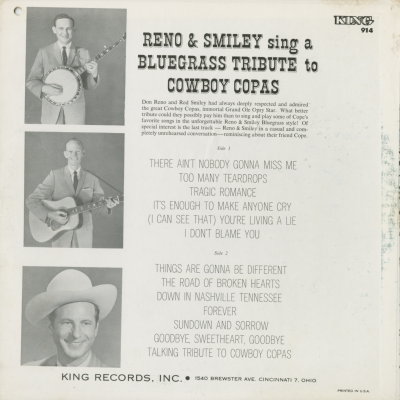 KING
914
RENO & SMILEY sing a
BLUEGRASS TRIBUTE to
COWBOY COPAS
Don Reno and Red Smiley had always deeply respected and admired
the great Cowboy Copas, immortal Grand Ole Opry Star. What better
tribute could they possibly pay him than to sing and play some of Cope's
favorite songs in the unforgettable Reno & Smiley Bluegrass style! Of
special interest is the last track — Reno & Smiley in a casual and com-
pletely unrehearsed conversation—reminiscing about their friend Cope.
Side 1
THERE AIN'T NOBODY GONNA MISS ME
TOO MANY TEARDROPS
TRAGIC ROMANCE
IT'S ENOUGH TO MAKE ANYONE CRY
(I CAN SEE THAT) YOU'RE LIVING A LIE
I DON'T BLAME YOU
Side 2
THINGS ARE GONNA BE DIFFERENT
THE ROAD OF BROKEN HEARTS
DOWN IN NASHVILLE TENNESSEE
FOREVER
SUNDOWN AND SORROW
GOODBYE, SWEETHEART, GOODBYE
TALKING TRIBUTE TO COWBOY COPAS
KING RECORDS, INC. • 1540 BREWSTER AVE. CINCINNATI 7, OHIO
PRINTED IN U.S.A.